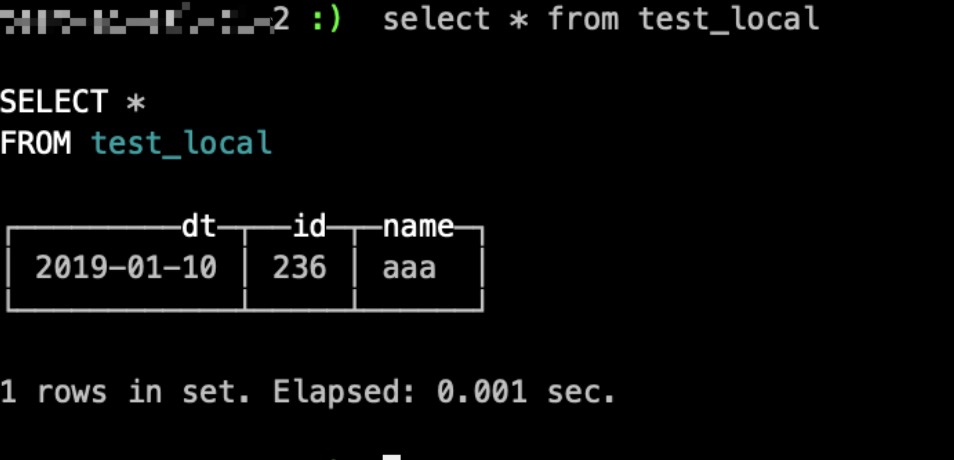 2 :) select * from test_local
SELECT *
FROM test_local
dt id name
2019-01-10 236 aaa
1 rows in set. Elapsed: 0.001 sec.